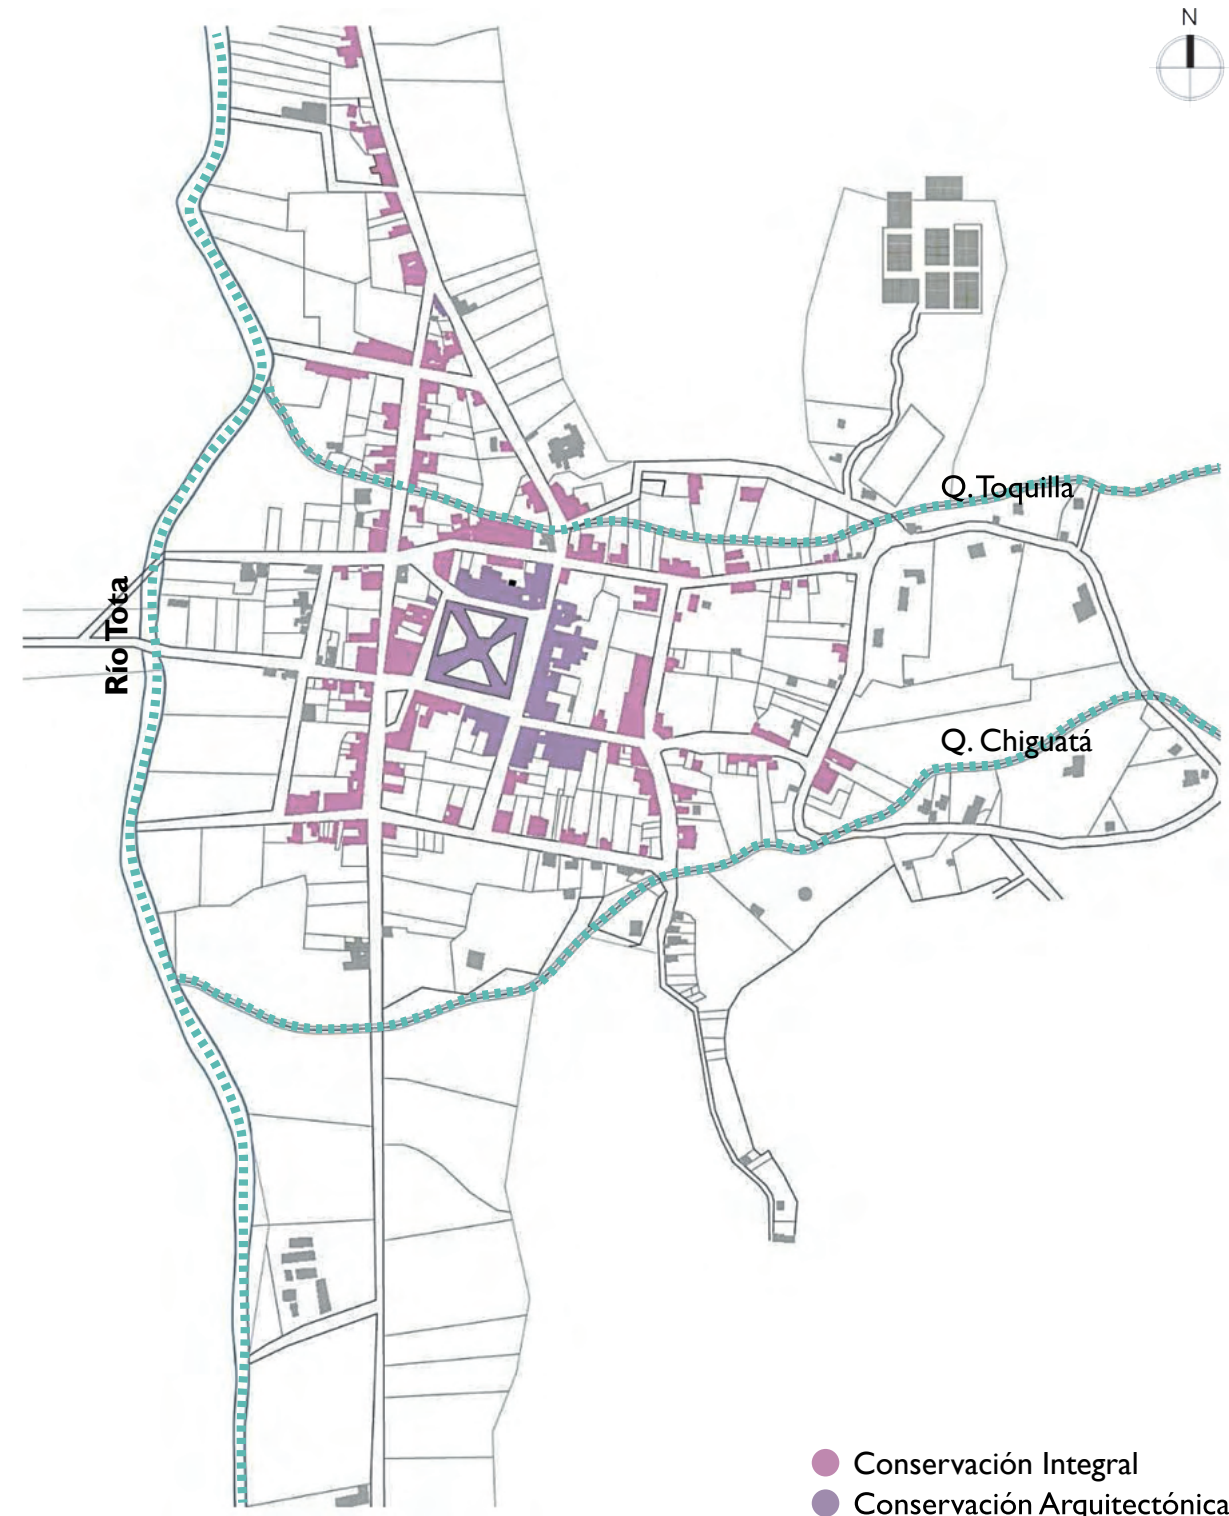 N
Q. Toquilla
Río Tota
Q. Chiguatá
Conservación Integral
Conservación Arquitectónica